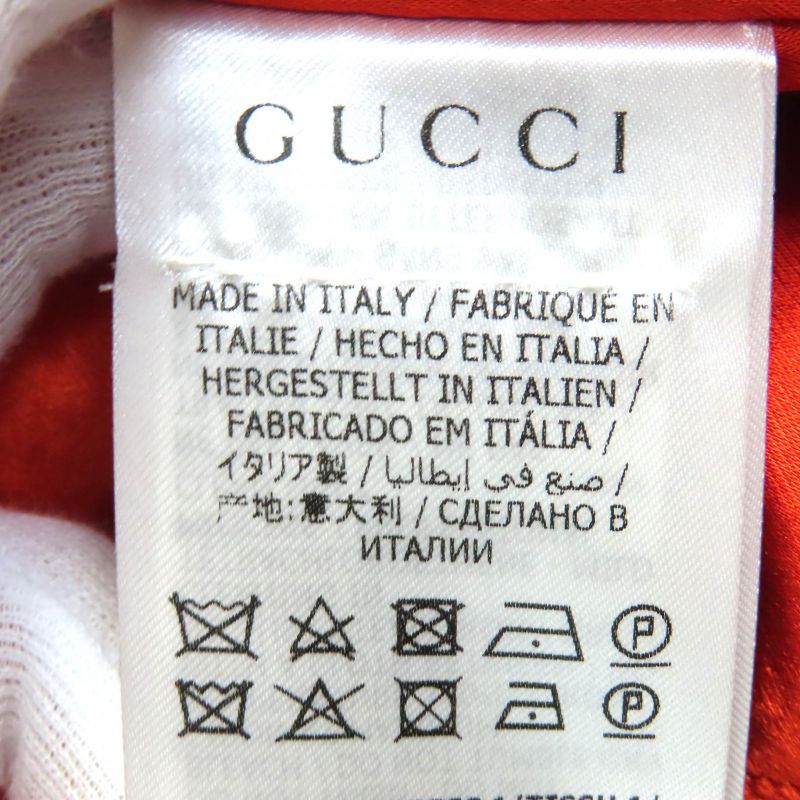 GUCCI
MADE IN ITALY / FABRIQUÉ EN
ITALIE / HECHO EN ITALIA /
HERGESTELLT IN ITALIEN /
FABRICADO EM ITÁLIA /
イタリア製 / صنع في إيطاليا /
产地:意大利 / СДЕЛАНО В
ИТАЛИИ
P
P